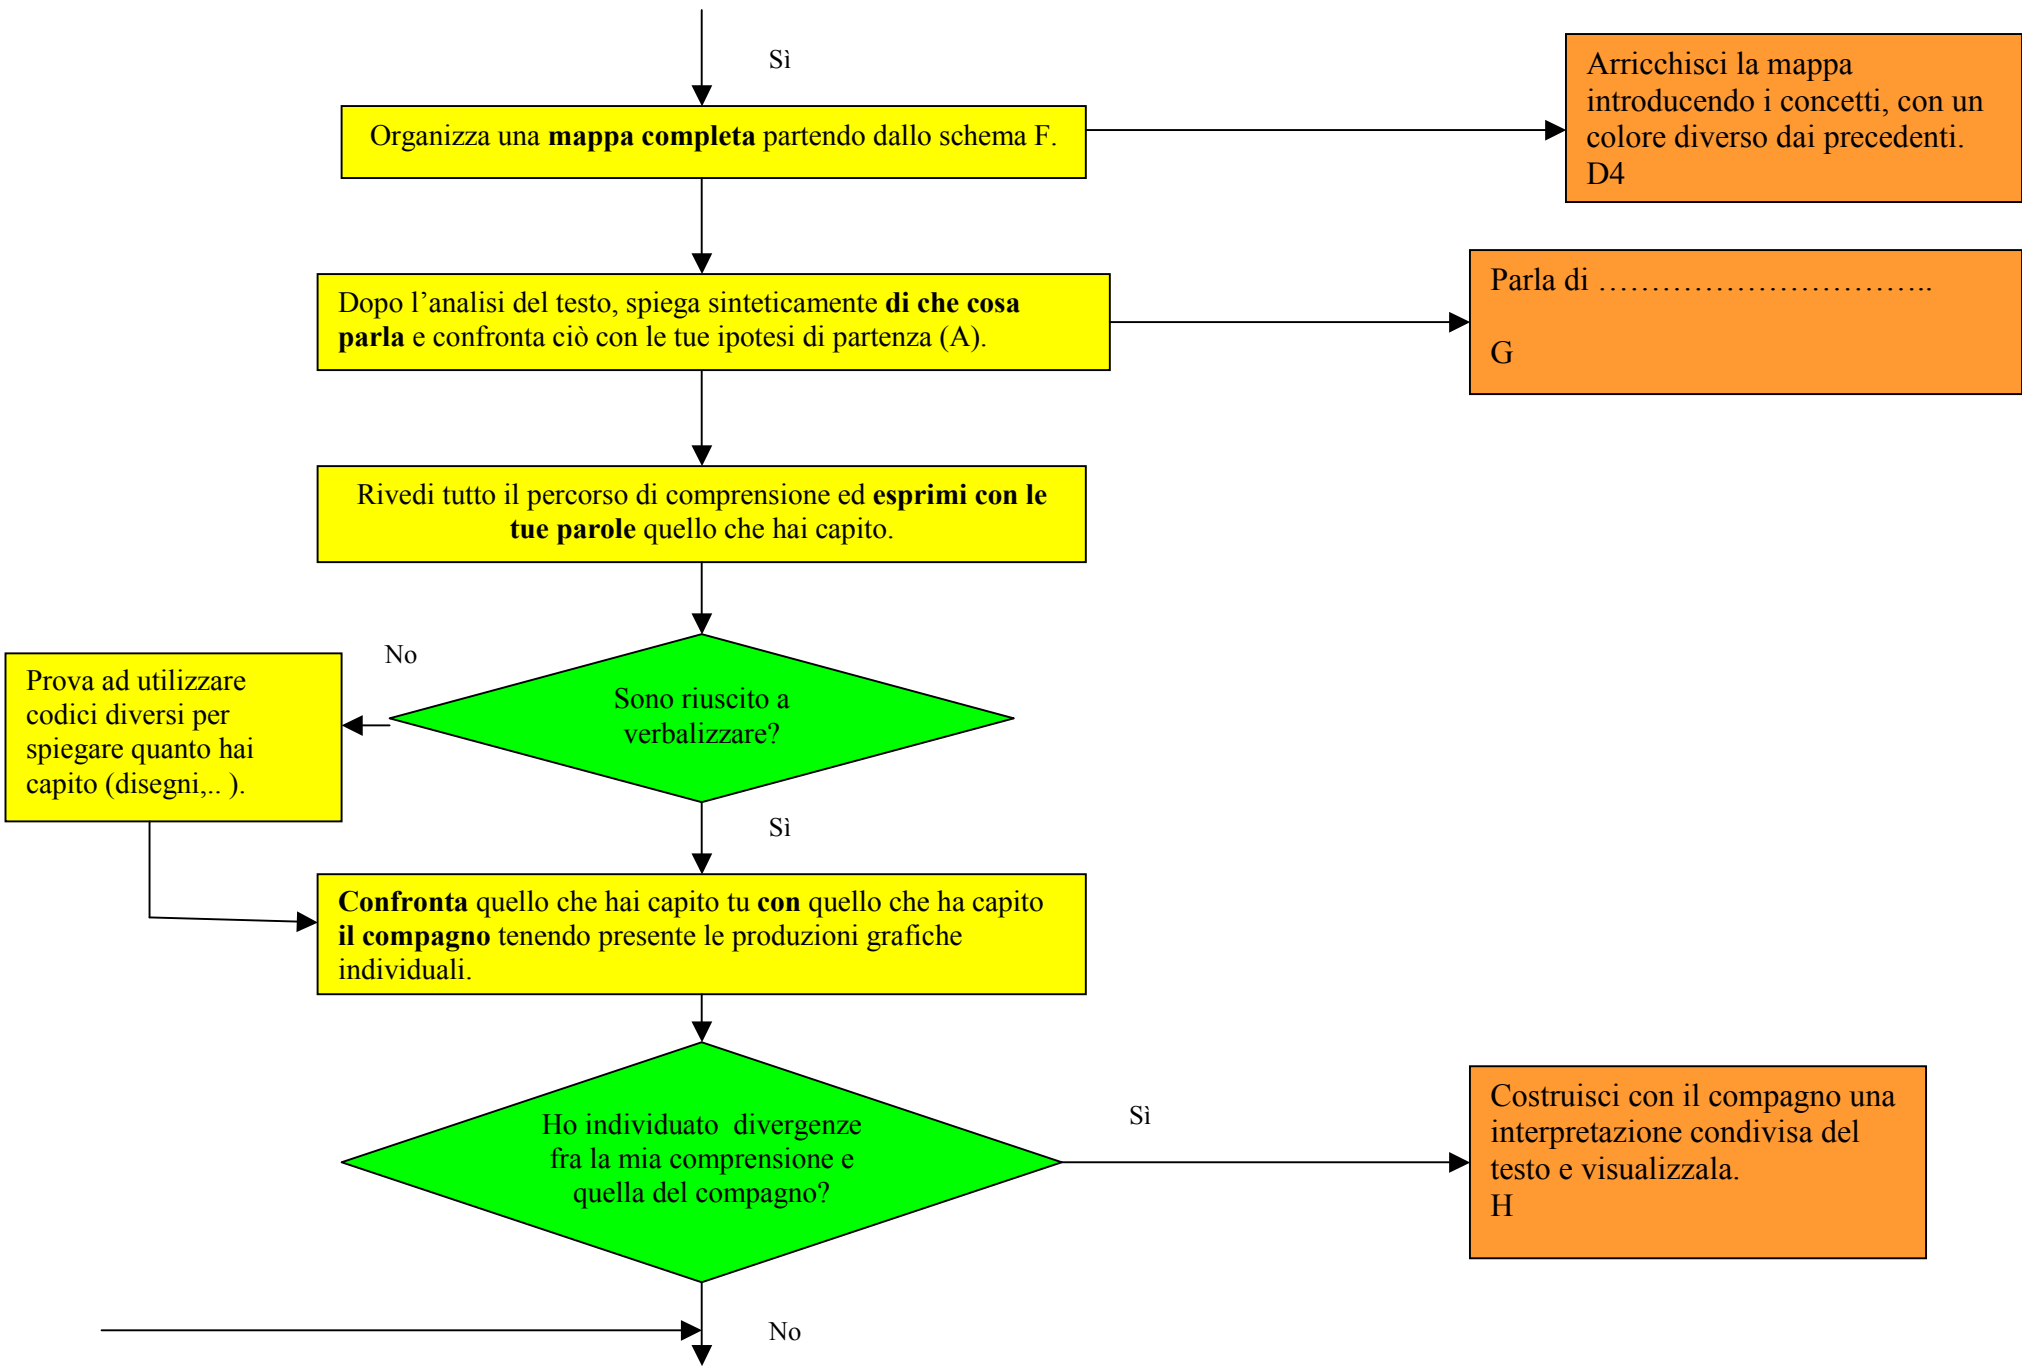 Sì
Organizza una mappa completa partendo dallo schema F.
Arricchisci la mappa
introducendo i concetti, con un
colore diverso dai precedenti.
D4
Dopo l’analisi del testo, spiega sinteticamente di che cosa
parla e confronta ciò con le tue ipotesi di partenza (A).
Parla di …………………………..
G
Rivedi tutto il percorso di comprensione ed esprimi con le
tue parole quello che hai capito.
No
Sono riuscito a
verbalizzare?
Prova ad utilizzare
codici diversi per
spiegare quanto hai
capito (disegni,.. ).
Sì
Confronta quello che hai capito tu con quello che ha capito
il compagno tenendo presente le produzioni grafiche
individuali.
Ho individuato  divergenze
fra la mia comprensione e
quella del compagno?
Sì
Costruisci con il compagno una
interpretazione condivisa del
testo e visualizzala.
H
No